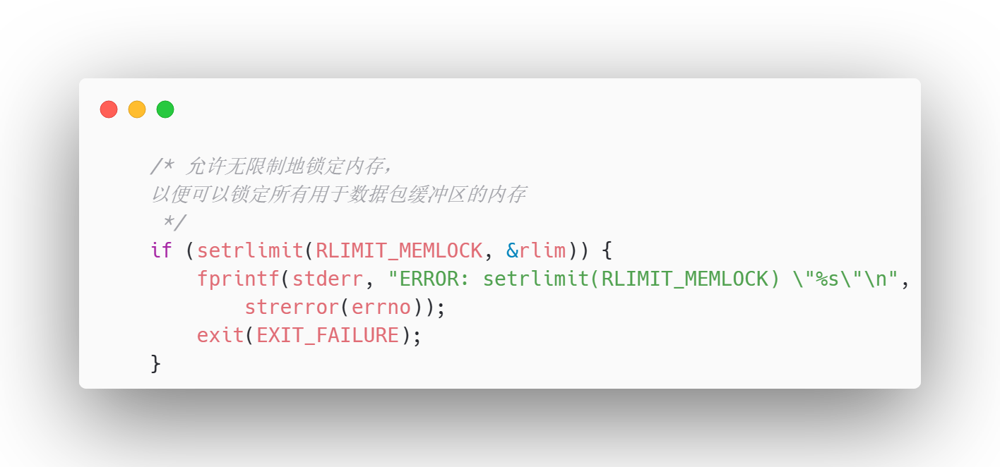 /* 允许无限制地锁定内存，
以便可以锁定所有用于数据包缓冲区的内存
 */
if (setrlimit(RLIMIT_MEMLOCK, &rlim)) {
    fprintf(stderr, "ERROR: setrlimit(RLIMIT_MEMLOCK) \"%s\"\n",
        strerror(errno));
    exit(EXIT_FAILURE);
}